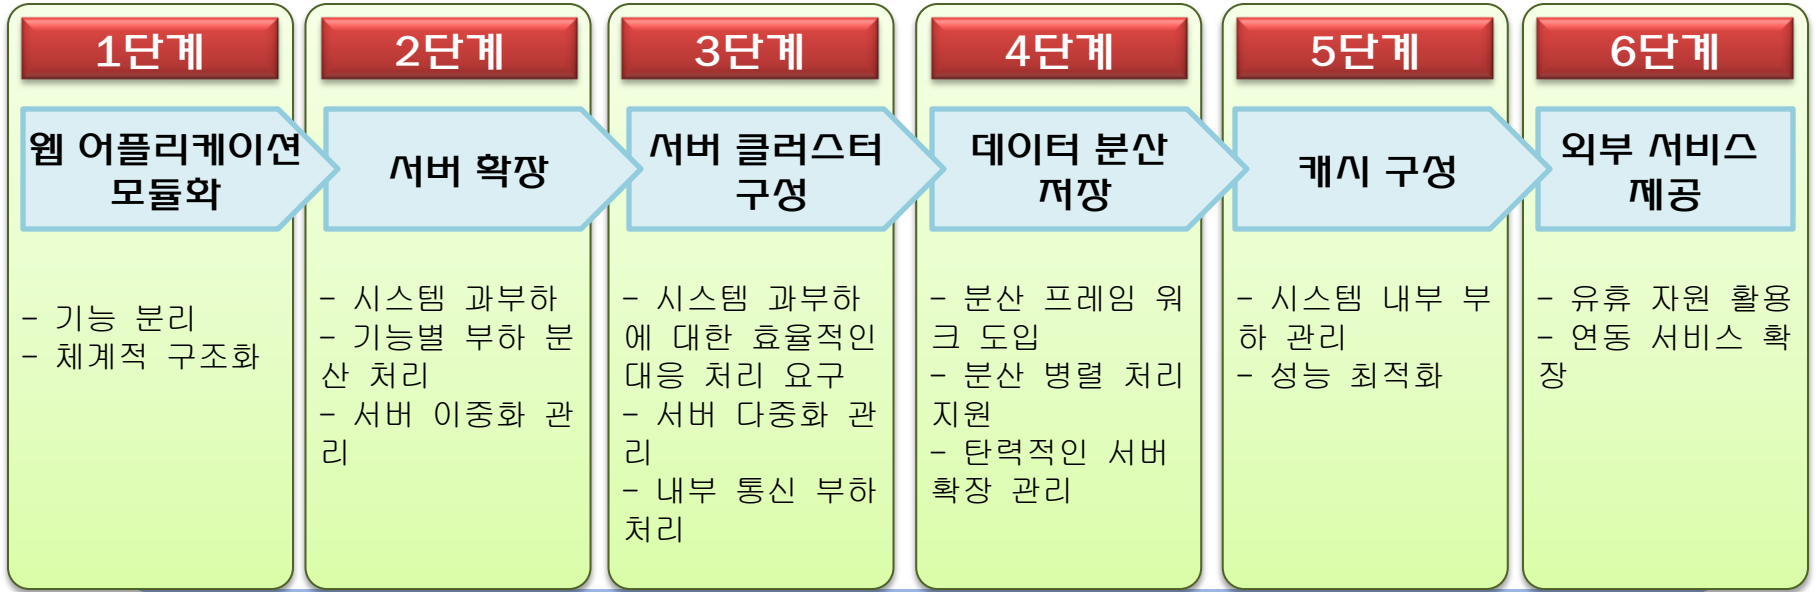 1단계
웹 어플리케이션
모듈화
- 기능 분리
- 체계적 구조화
2단계
서버 확장
- 시스템 과부하
- 기능별 부하 분
산 처리
- 서버 이중화 관
리
3단계
서버 클러스터
구성
- 시스템 과부하
에 대한 효율적인
대응 처리 요구
- 서버 다중화 관
리
- 내부 통신 부하
처리
4단계
데이터 분산
저장
- 분산 프레임 워
크 도입
- 분산 병렬 처리
지원
- 탄력적인 서버
확장 관리
5단계
캐시 구성
- 시스템 내부 부
하 관리
- 성능 최적화
6단계
외부 서비스
제공
- 유휴 자원 활용
- 연동 서비스 확
장